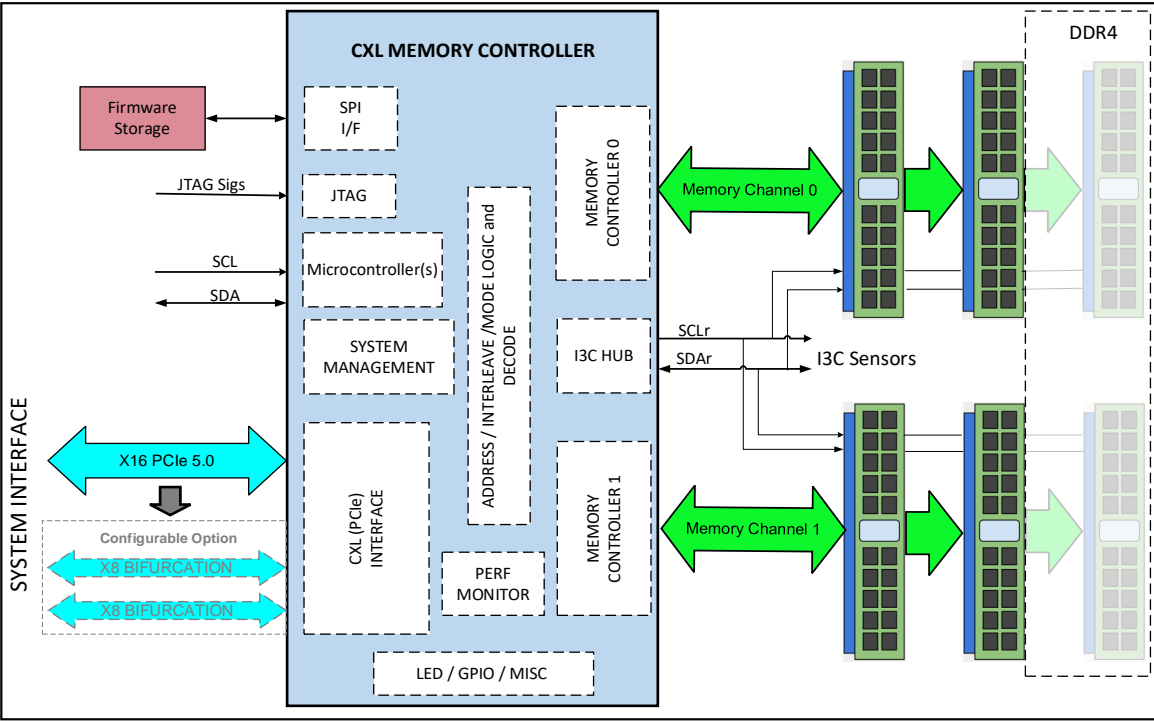 DDR4
CXL MEMORY CONTROLLER
Firmware
Storage
SPI
I/F
JTAG Sigs
JTAG
SCL
SDA
Microcontroller(s)
SYSTEM
MANAGEMENT
ADDRESS / INTERLEAVE /MODE LOGIC and
DECODE
MEMORY
CONTROLLER 0
Memory Channel 0
I3C HUB
SCLr
SDAr
I3C Sensors
SYSTEM INTERFACE
X16 PCIe 5.0
Configurable Option
X8 BIFURCATION
X8 BIFURCATION
CXL (PCIe)
INTERFACE
PERF
MONITOR
MEMORY
CONTROLLER 1
Memory Channel 1
LED / GPIO / MISC